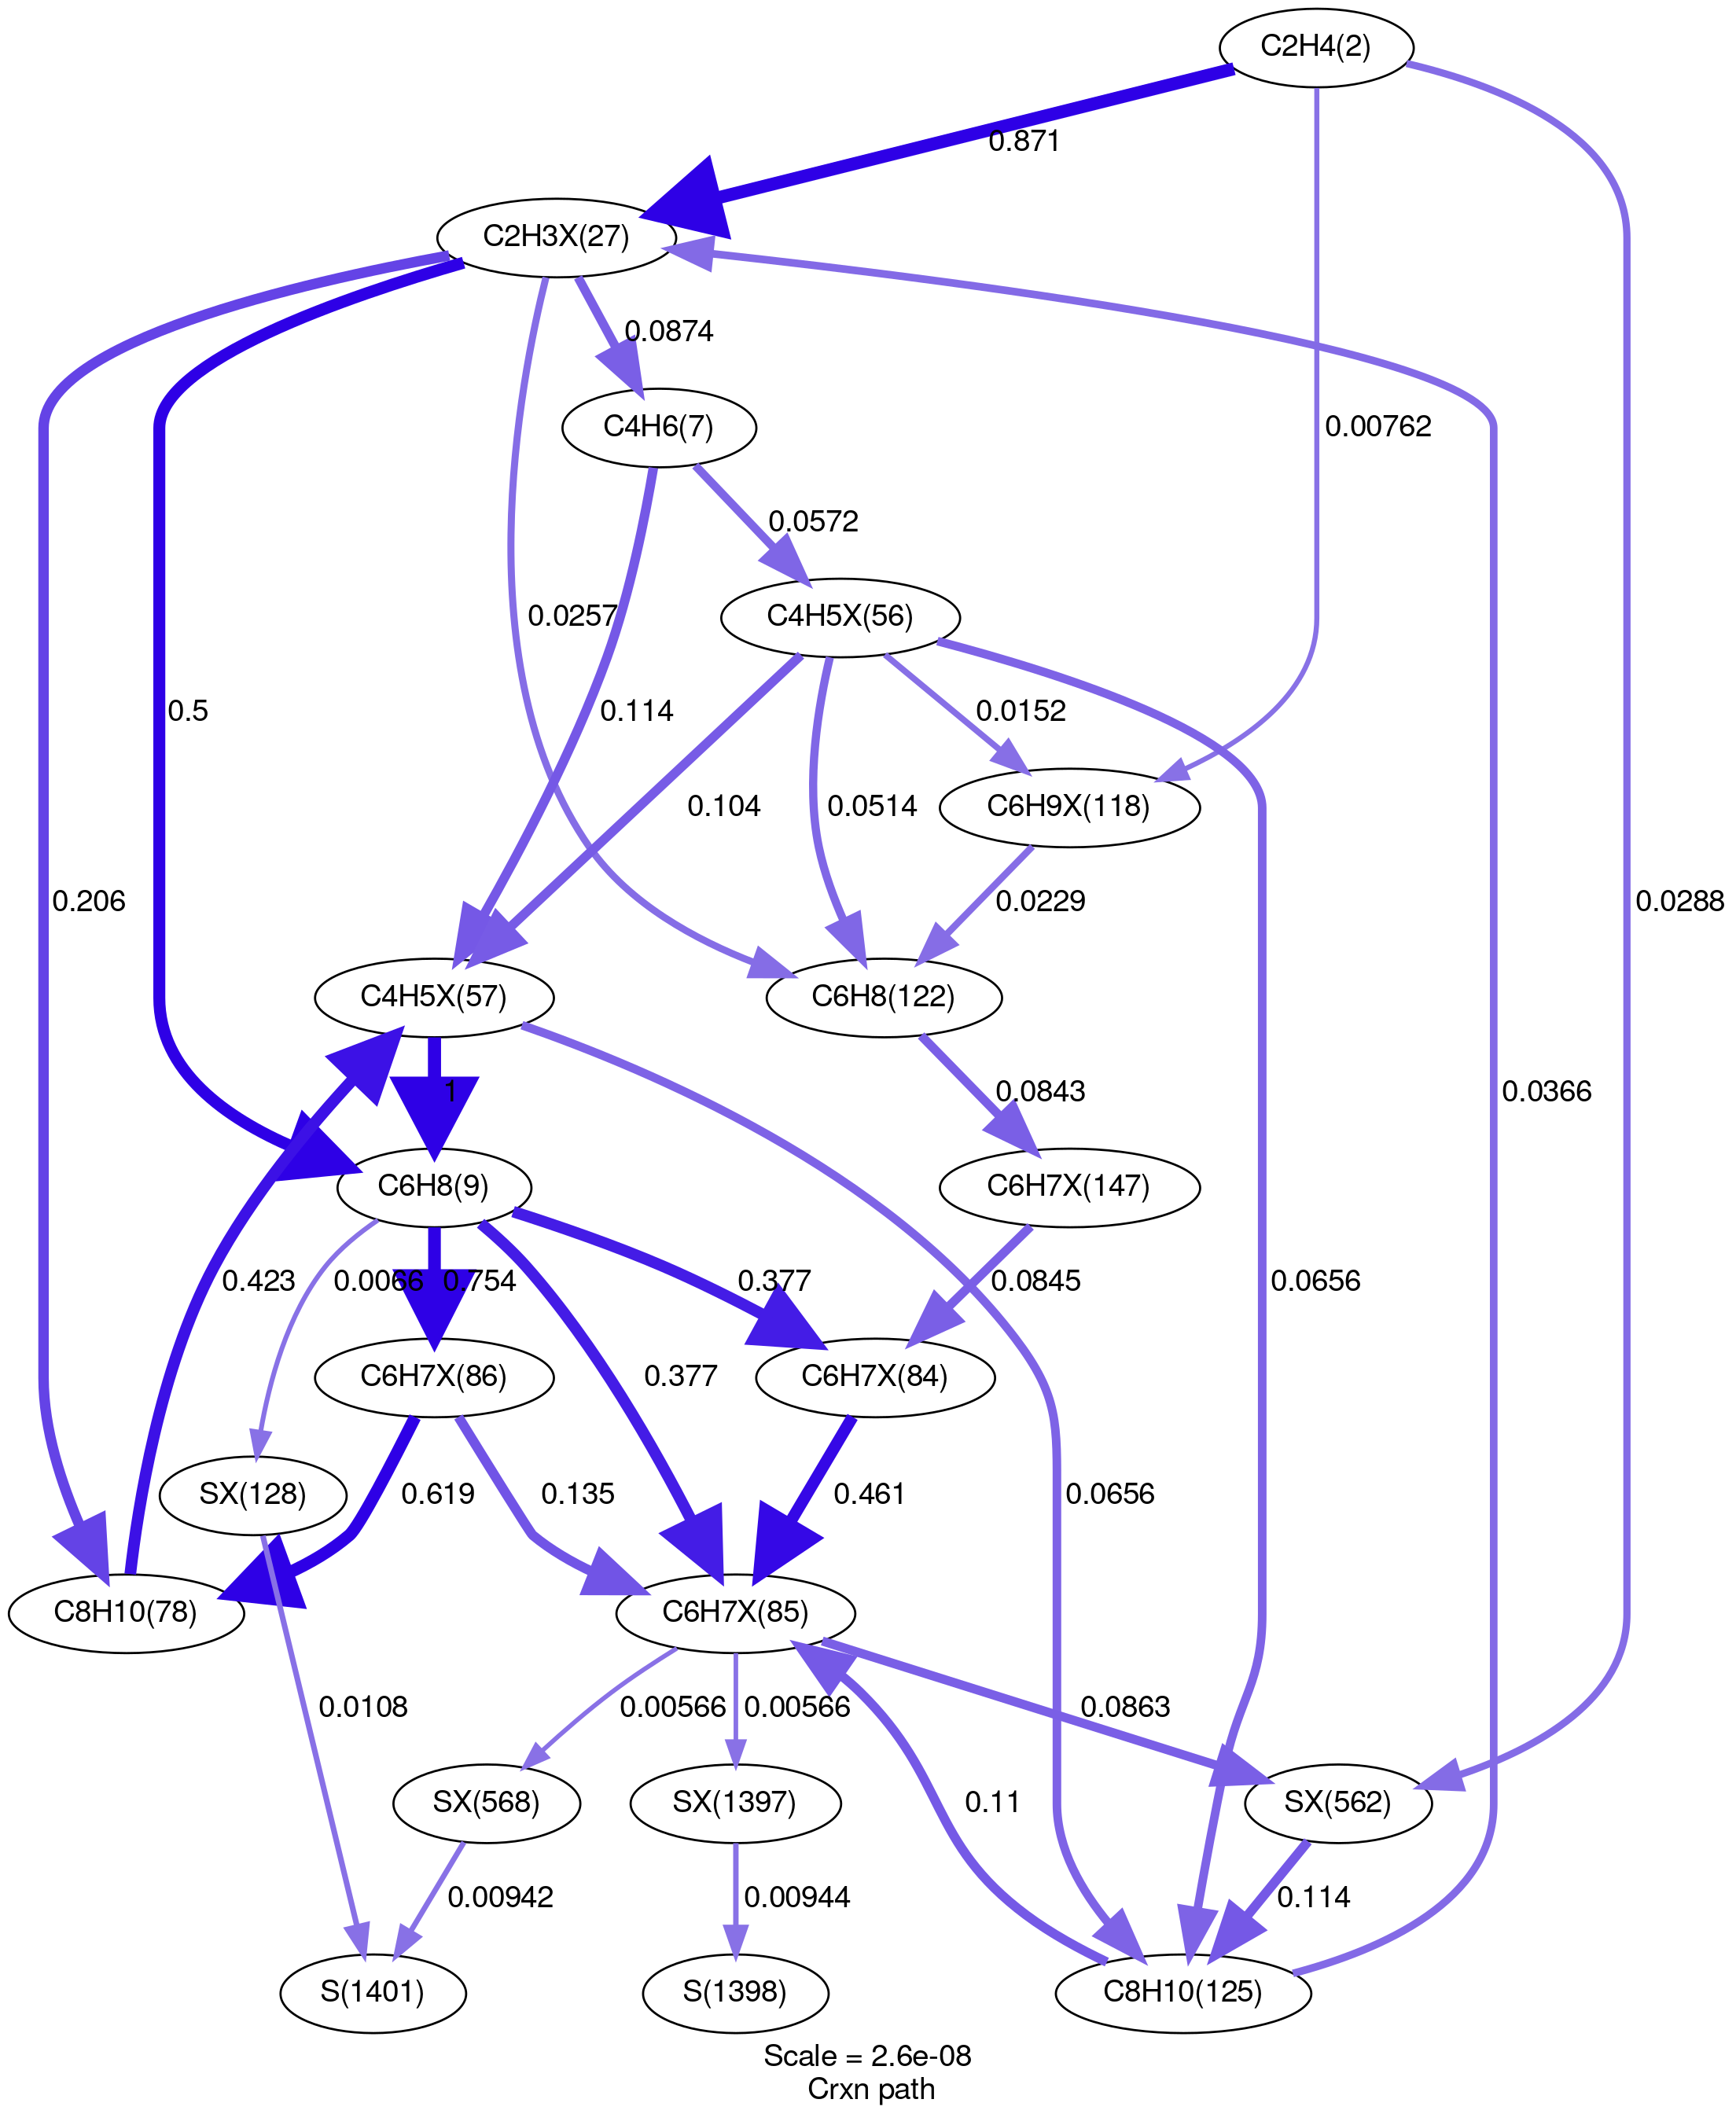 C2H4(2)
0.871
C2H3X(27)
0.0874
C4H6(7)
0.00762
0.0572
C4H5X(56)
0.0257
0.5
0.114
0.0152
0.104
0.0514
C6H9X(118)
0.206
0.0229
0.0288
C4H5X(57)
C6H8(122)
1
0.0843
0.0366
C6H8(9)
C6H7X(147)
0.423
0.0066
0.754
0.377
0.0845
0.0656
C6H7X(86)
0.377
C6H7X(84)
SX(128)
0.619
0.135
0.461
0.0656
C8H10(78)
C6H7X(85)
0.0108
0.00566
0.00566
0.0863
SX(568)
SX(1397)
0.11
SX(562)
0.00942
0.00944
0.114
S(1401)
S(1398)
C8H10(125)
Scale = 2.6e-08
Crxn path